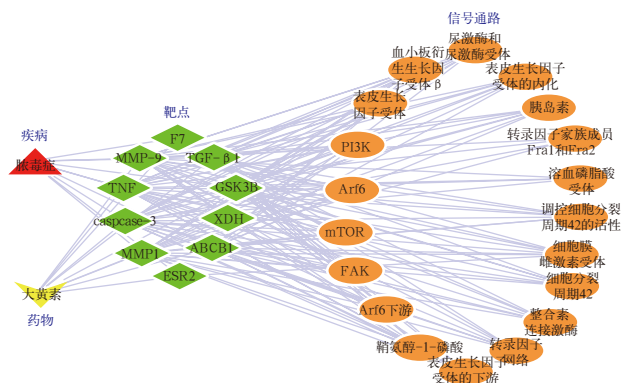 信号通路
尿激酶和
尿激酶受体
血小板衍
生生长因
子受体β
表皮生长因子
受体的内化
表皮生长
因子受体
胰岛素
靶点
F7
疾病
脓毒症
MMP-9
TGF-β1
PI3K
转录因子家族成员
Fra1和Fra2
TNF
GSK3B
Arf6
溶血磷脂酸
受体
caspcase-3
XDH
mTOR
调控细胞分裂
周期42的活性
MMP1
ABCB1
细胞膜
雌激素受体
ESR2
FAK
细胞分裂
周期42
大黄素
药物
Arf6下游
整合素
连接激酶
鞘氨醇-1-磷酸
转录因子
网络
表皮生长因子
受体的下游